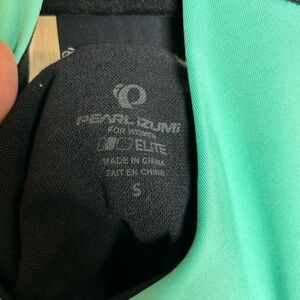 PEARL iZUMi
FOR WOMEN
ELITE
MADE IN CHINA
FAIT EN CHINE
S